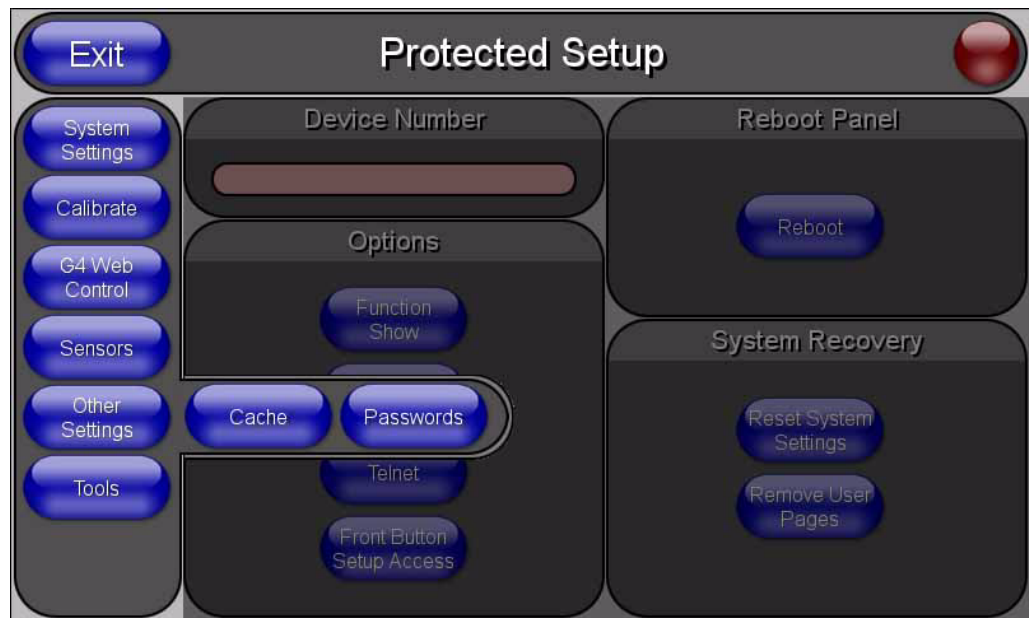 Exit
Protected Setup
System
Settings
Calibrate
G4 Web
Control
Sensors
Other
Settings
Tools
Device Number
Options
Function
Show
Cache
Passwords
Telnet
Front Button
Setup Access
Reboot Panel
Reboot
System Recovery
Reset System
Settings
Remove User
Pages